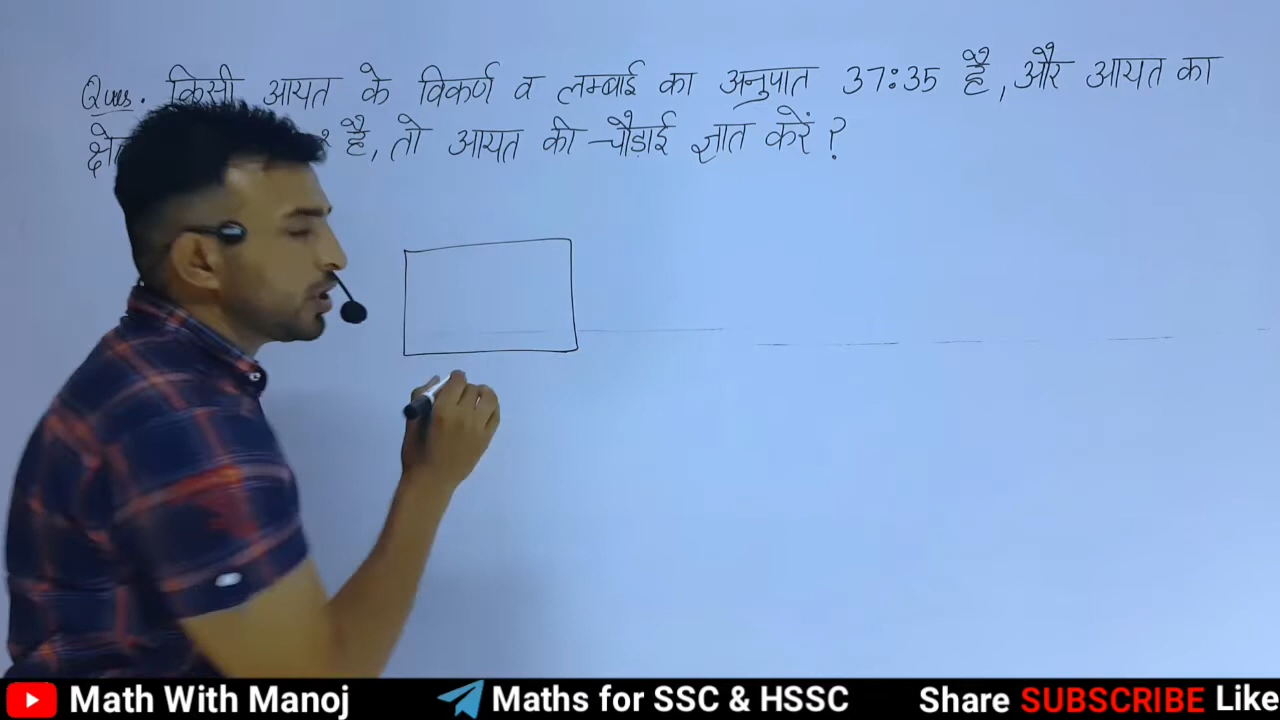 Ques. किसी आयत के विकर्ण व लम्बाई का अनुपात 37:35 है, और आयत का
है, तो आयत की चौड़ाई ज्ञात करें ?
Math With Manoj Maths for SSC & HSSC Share SUBSCRIBE Like